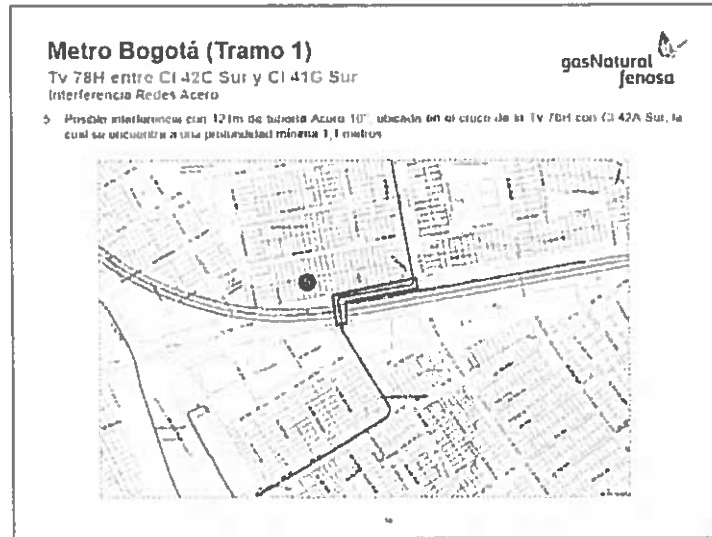 Metro Bogotá (Tramo 1)
gasNatural
fenosa
Tv 78H entre Cl 42C Sur y Cl 41G Sur
Interferencia Redes Acero
5 Posible interferencia con 121m de tubería Acero 10", ubicada en el cruce de la Tv 78H con Cl 42A Sur, la
cual se encuentra a una profundidad mínima 1,1 metros